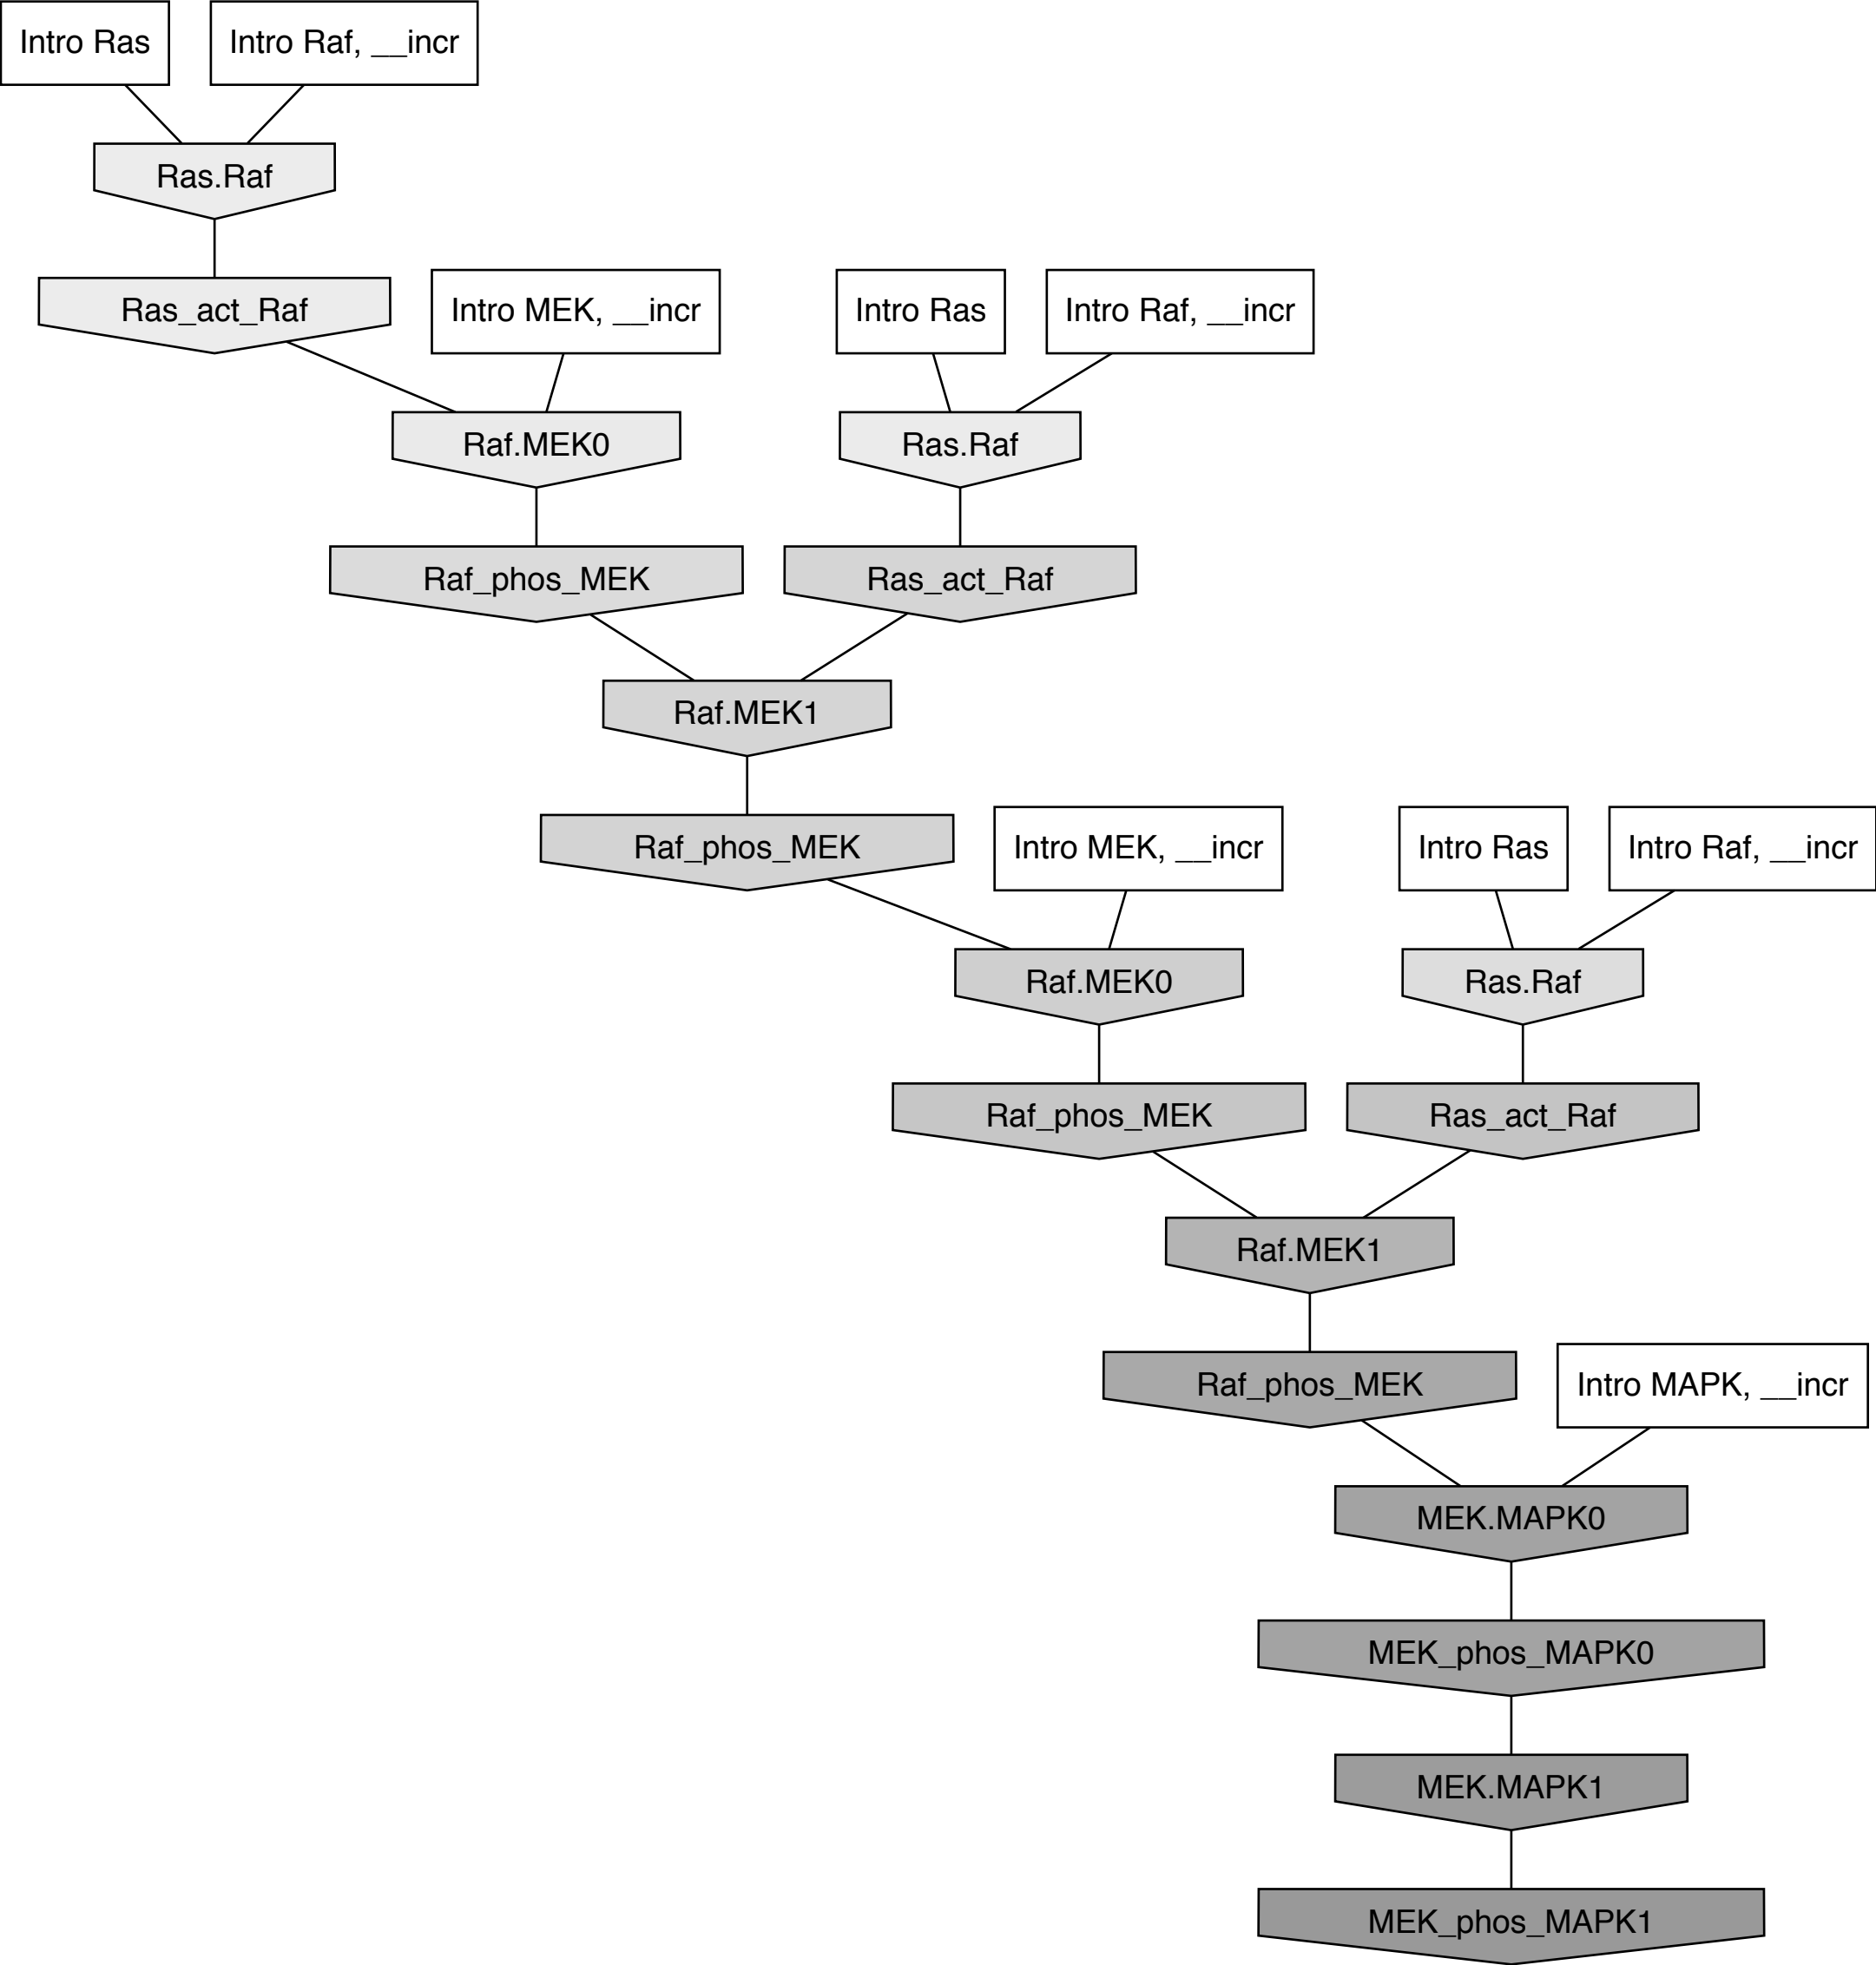 Intro Ras
Intro Raf, __incr
Ras.Raf
Ras_act_Raf
Intro MEK, __incr
Intro Ras
Intro Raf, __incr
Raf.MEK0
Ras.Raf
Raf_phos_MEK
Ras_act_Raf
Raf.MEK1
Raf_phos_MEK
Intro MEK, __incr
Intro Ras
Intro Raf, __incr
Raf.MEK0
Ras.Raf
Raf_phos_MEK
Ras_act_Raf
Raf.MEK1
Raf_phos_MEK
Intro MAPK, __incr
MEK.MAPK0
MEK_phos_MAPK0
MEK.MAPK1
MEK_phos_MAPK1